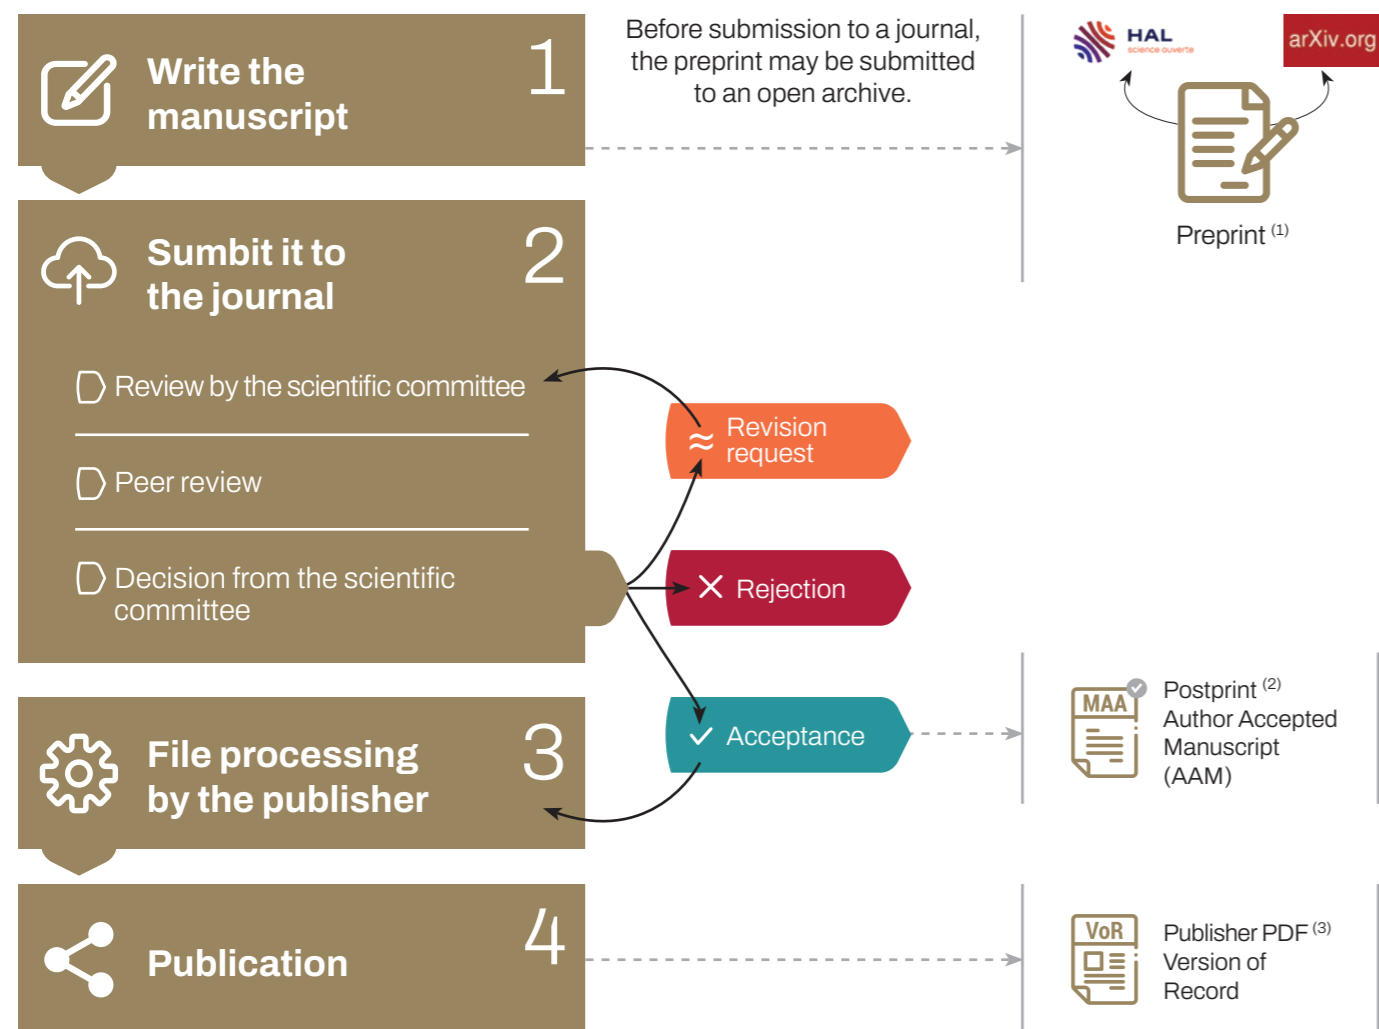 Write the
manuscript
1
Before submission to a journal,
the preprint may be submitted
to an open archive.
HAL
science ouverte
arXiv.org
Preprint (1)
Sumbit it to
the journal
2
Review by the scientific committee
Peer review
Decision from the scientific
committee
Revision
request
Rejection
Acceptance
MAA
Postprint (2)
Author Accepted
Manuscript
(AAM)
File processing
by the publisher
3
Publication
4
VoR
Publisher PDF (3)
Version of
Record